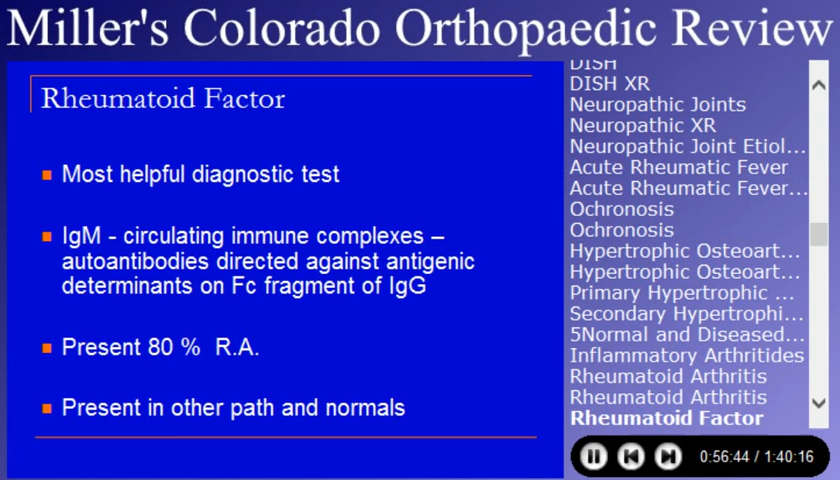 Miller's Colorado Orthopaedic Review
Rheumatoid Factor
Most helpful diagnostic test
IgM - circulating immune complexes –
autoantibodies directed against antigenic
determinants on Fc fragment of IgG
Present 80 % R.A.
Present in other path and normals
DISH
DISH XR
Neuropathic Joints
Neuropathic XR
Neuropathic Joint Etiol...
Acute Rheumatic Fever
Acute Rheumatic Fever...
Ochronosis
Ochronosis
Hypertrophic Osteoart...
Hypertrophic Osteoart...
Primary Hypertrophic ...
Secondary Hypertrophi...
5Normal and Diseased...
Inflammatory Arthritides
Rheumatoid Arthritis
Rheumatoid Arthritis
Rheumatoid Factor
0:56:44 / 1:40:16